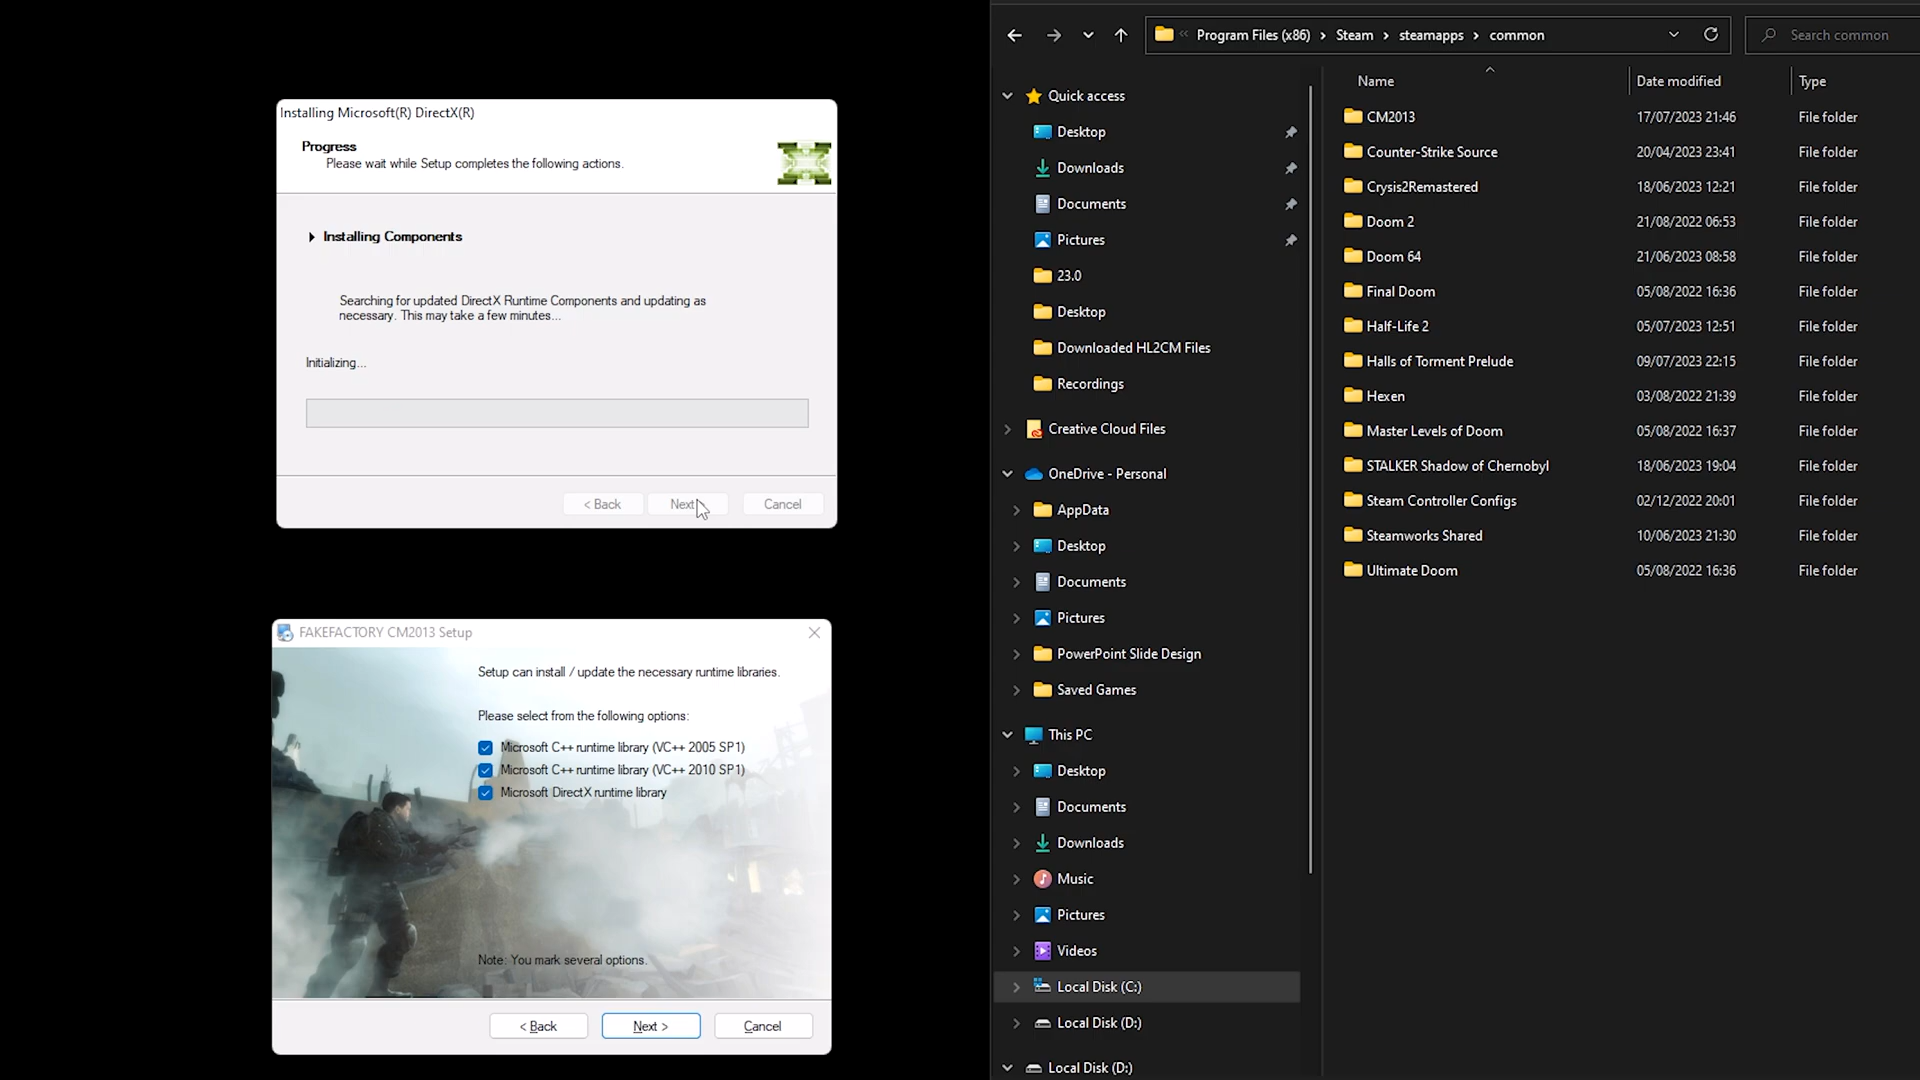 Installing Microsoft(R) DirectX(R)
Progress
Please wait while Setup completes the following actions.
Installing Components
Searching for updated DirectX Runtime Components and updating as
necessary. This may take a few minutes...
Initializing...
< Back
Next
Cancel
FAKEFACTORY CM2013 Setup
Setup can install / update the necessary runtime libraries.
Please select from the following options:
Microsoft C++ runtime library (VC++ 2005 SP1)
Microsoft C++ runtime library (VC++ 2010 SP1)
Microsoft DirectX runtime library
Note: You mark several options.
< Back
Next >
Cancel
« Program Files (x86) › Steam › steamapps › common
Search common
Quick access
Desktop
Downloads
Documents
Pictures
23.0
Desktop
Downloaded HL2CM Files
Recordings
Creative Cloud Files
OneDrive - Personal
AppData
Desktop
Documents
Pictures
PowerPoint Slide Design
Saved Games
This PC
Desktop
Documents
Downloads
Music
Pictures
Videos
Local Disk (C:)
Local Disk (D:)
Local Disk (D:)
Name Date modified Type
CM2013 17/07/2023 21:46 File folder
Counter-Strike Source 20/04/2023 23:41 File folder
Crysis2Remastered 18/06/2023 12:21 File folder
Doom 2 21/08/2022 06:53 File folder
Doom 64 21/06/2023 08:58 File folder
Final Doom 05/08/2022 16:36 File folder
Half-Life 2 05/07/2023 12:51 File folder
Halls of Torment Prelude 09/07/2023 22:15 File folder
Hexen 03/08/2022 21:39 File folder
Master Levels of Doom 05/08/2022 16:37 File folder
STALKER Shadow of Chernobyl 18/06/2023 19:04 File folder
Steam Controller Configs 02/12/2022 20:01 File folder
Steamworks Shared 10/06/2023 21:30 File folder
Ultimate Doom 05/08/2022 16:36 File folder